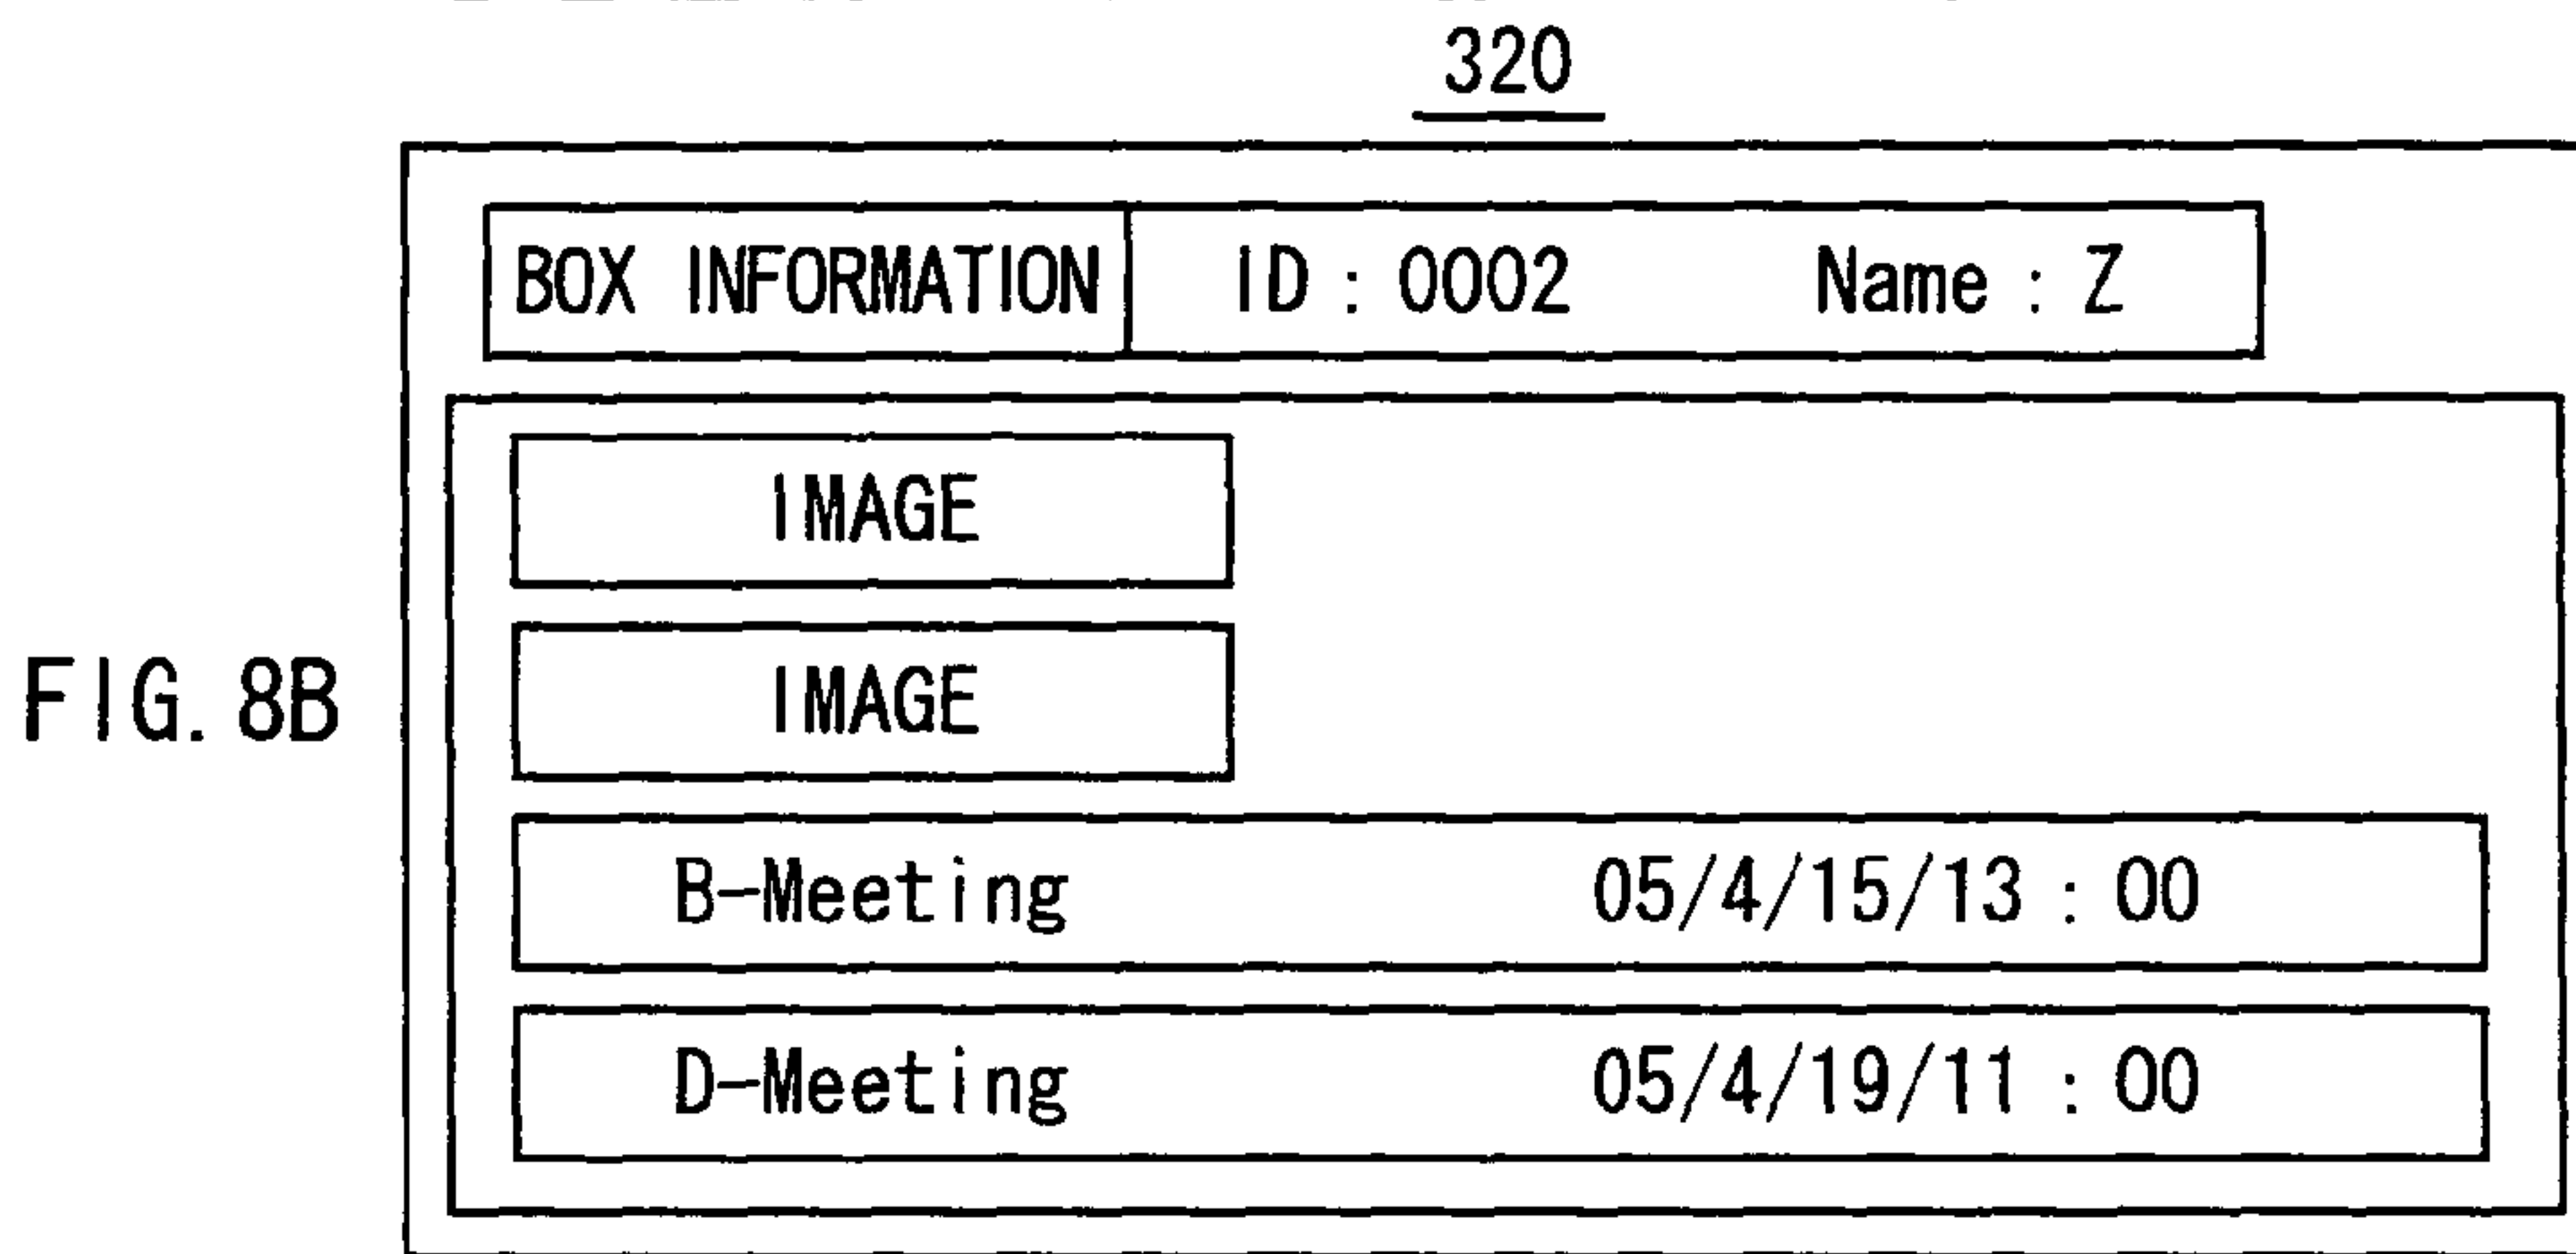 320
BOX INFORMATION ID : 0002 Name : Z
IMAGE
IMAGE
FIG. 8B
B-Meeting 05/4/15/13 : 00
D-Meeting 05/4/19/11 : 00